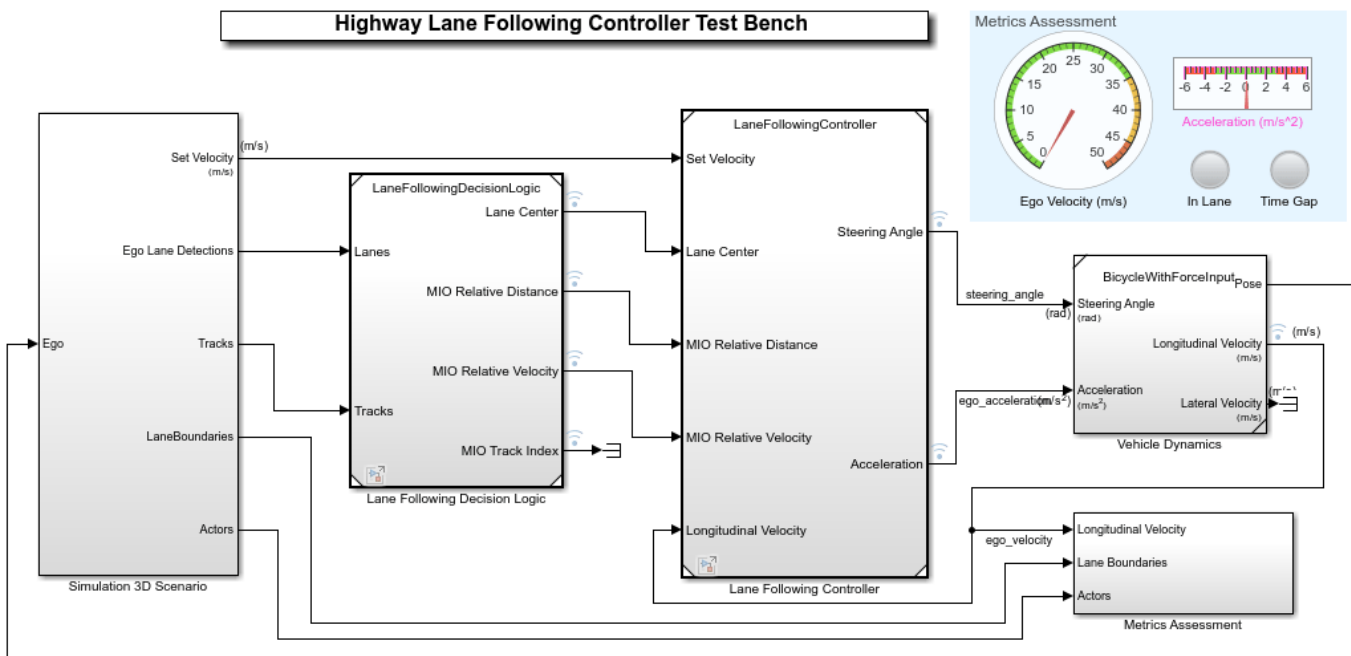 Highway Lane Following Controller Test Bench
Metrics Assessment
0
5
10
15
20
25
30
35
40
45
50
Ego Velocity (m/s)
-6 -4 -2 0 2 4 6
Acceleration (m/s^2)
In Lane
Time Gap
Set Velocity
(m/s)
Ego Lane Detections
Ego
Tracks
LaneBoundaries
Actors
Simulation 3D Scenario
(m/s)
LaneFollowingDecisionLogic
Lane Center
Lanes
MIO Relative Distance
MIO Relative Velocity
Tracks
MIO Track Index
Lane Following Decision Logic
LaneFollowingController
Set Velocity
Steering Angle
Lane Center
MIO Relative Distance
MIO Relative Velocity
Acceleration
Longitudinal Velocity
Lane Following Controller
steering_angle
(rad)
ego_acceleration
(m/s²)
BicycleWithForceInput
Pose
Steering Angle
(rad)
Longitudinal Velocity
(m/s)
Acceleration
(m/s²)
Lateral Velocity
(m/s)
Vehicle Dynamics
(m/s)
ego_velocity
Longitudinal Velocity
Lane Boundaries
Actors
Metrics Assessment